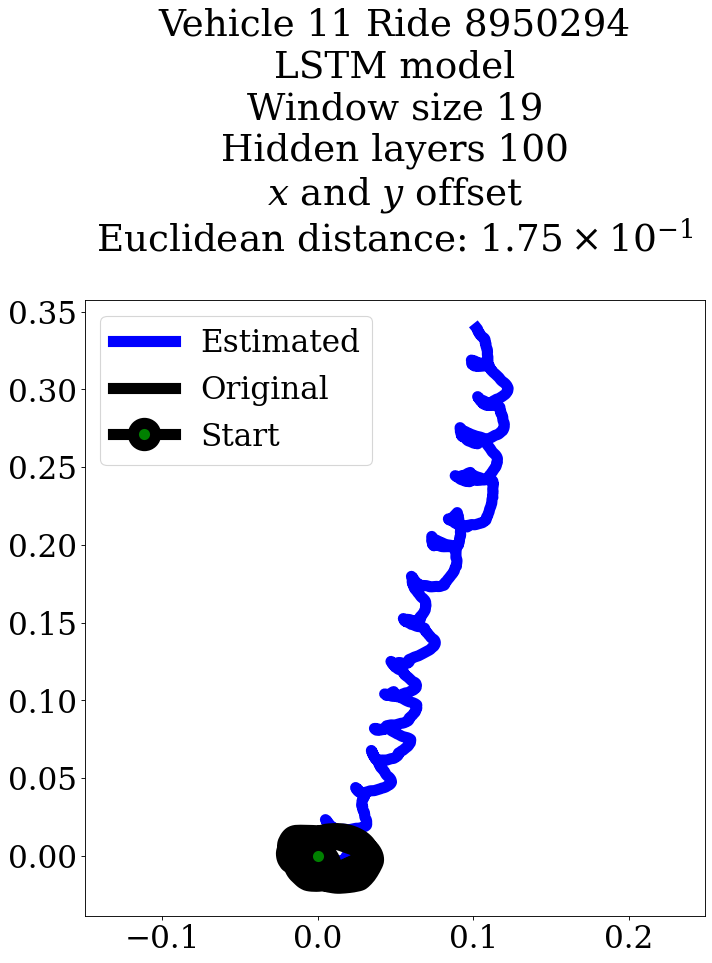 Vehicle 11 Ride 8950294
LSTM model
Window size 19
Hidden layers 100
x and y offset
Euclidean distance: 1.75 × 10⁻¹
0.35
0.30
0.25
0.20
0.15
0.10
0.05
0.00
Estimated
Original
Start
−0.1
0.0
0.1
0.2